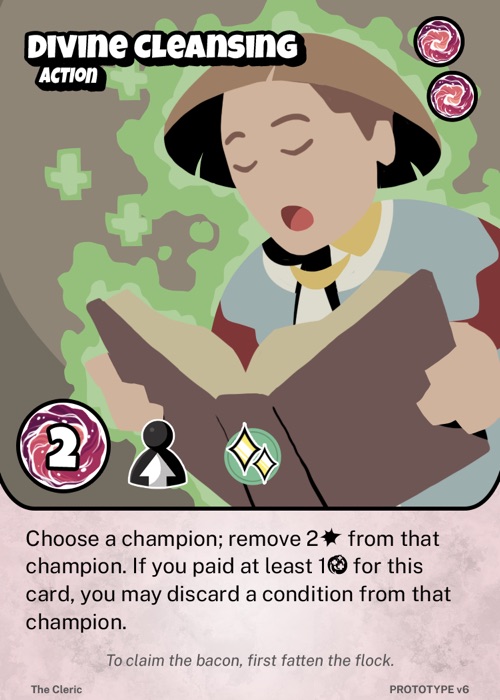 DIVINE CLEANSING
ACTION
2
Choose a champion; remove 2 from that
champion. If you paid at least 1 for this
card, you may discard a condition from that
champion.
To claim the bacon, first fatten the flock.
The Cleric
PROTOTYPE v6